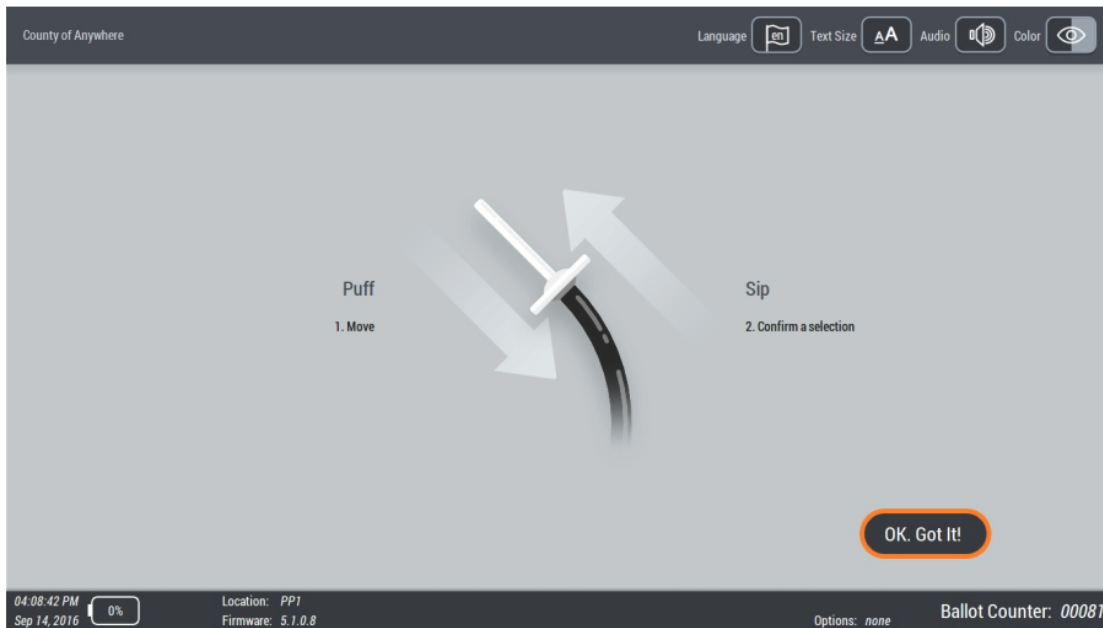 County of Anywhere
Language en Text Size AA Audio Color
Puff
1. Move
Sip
2. Confirm a selection
OK. Got It!
04:08:42 PM
Sep 14, 2016
0%
Location: PP1
Firmware: 5.1.0.8
Options: none
Ballot Counter: 00081